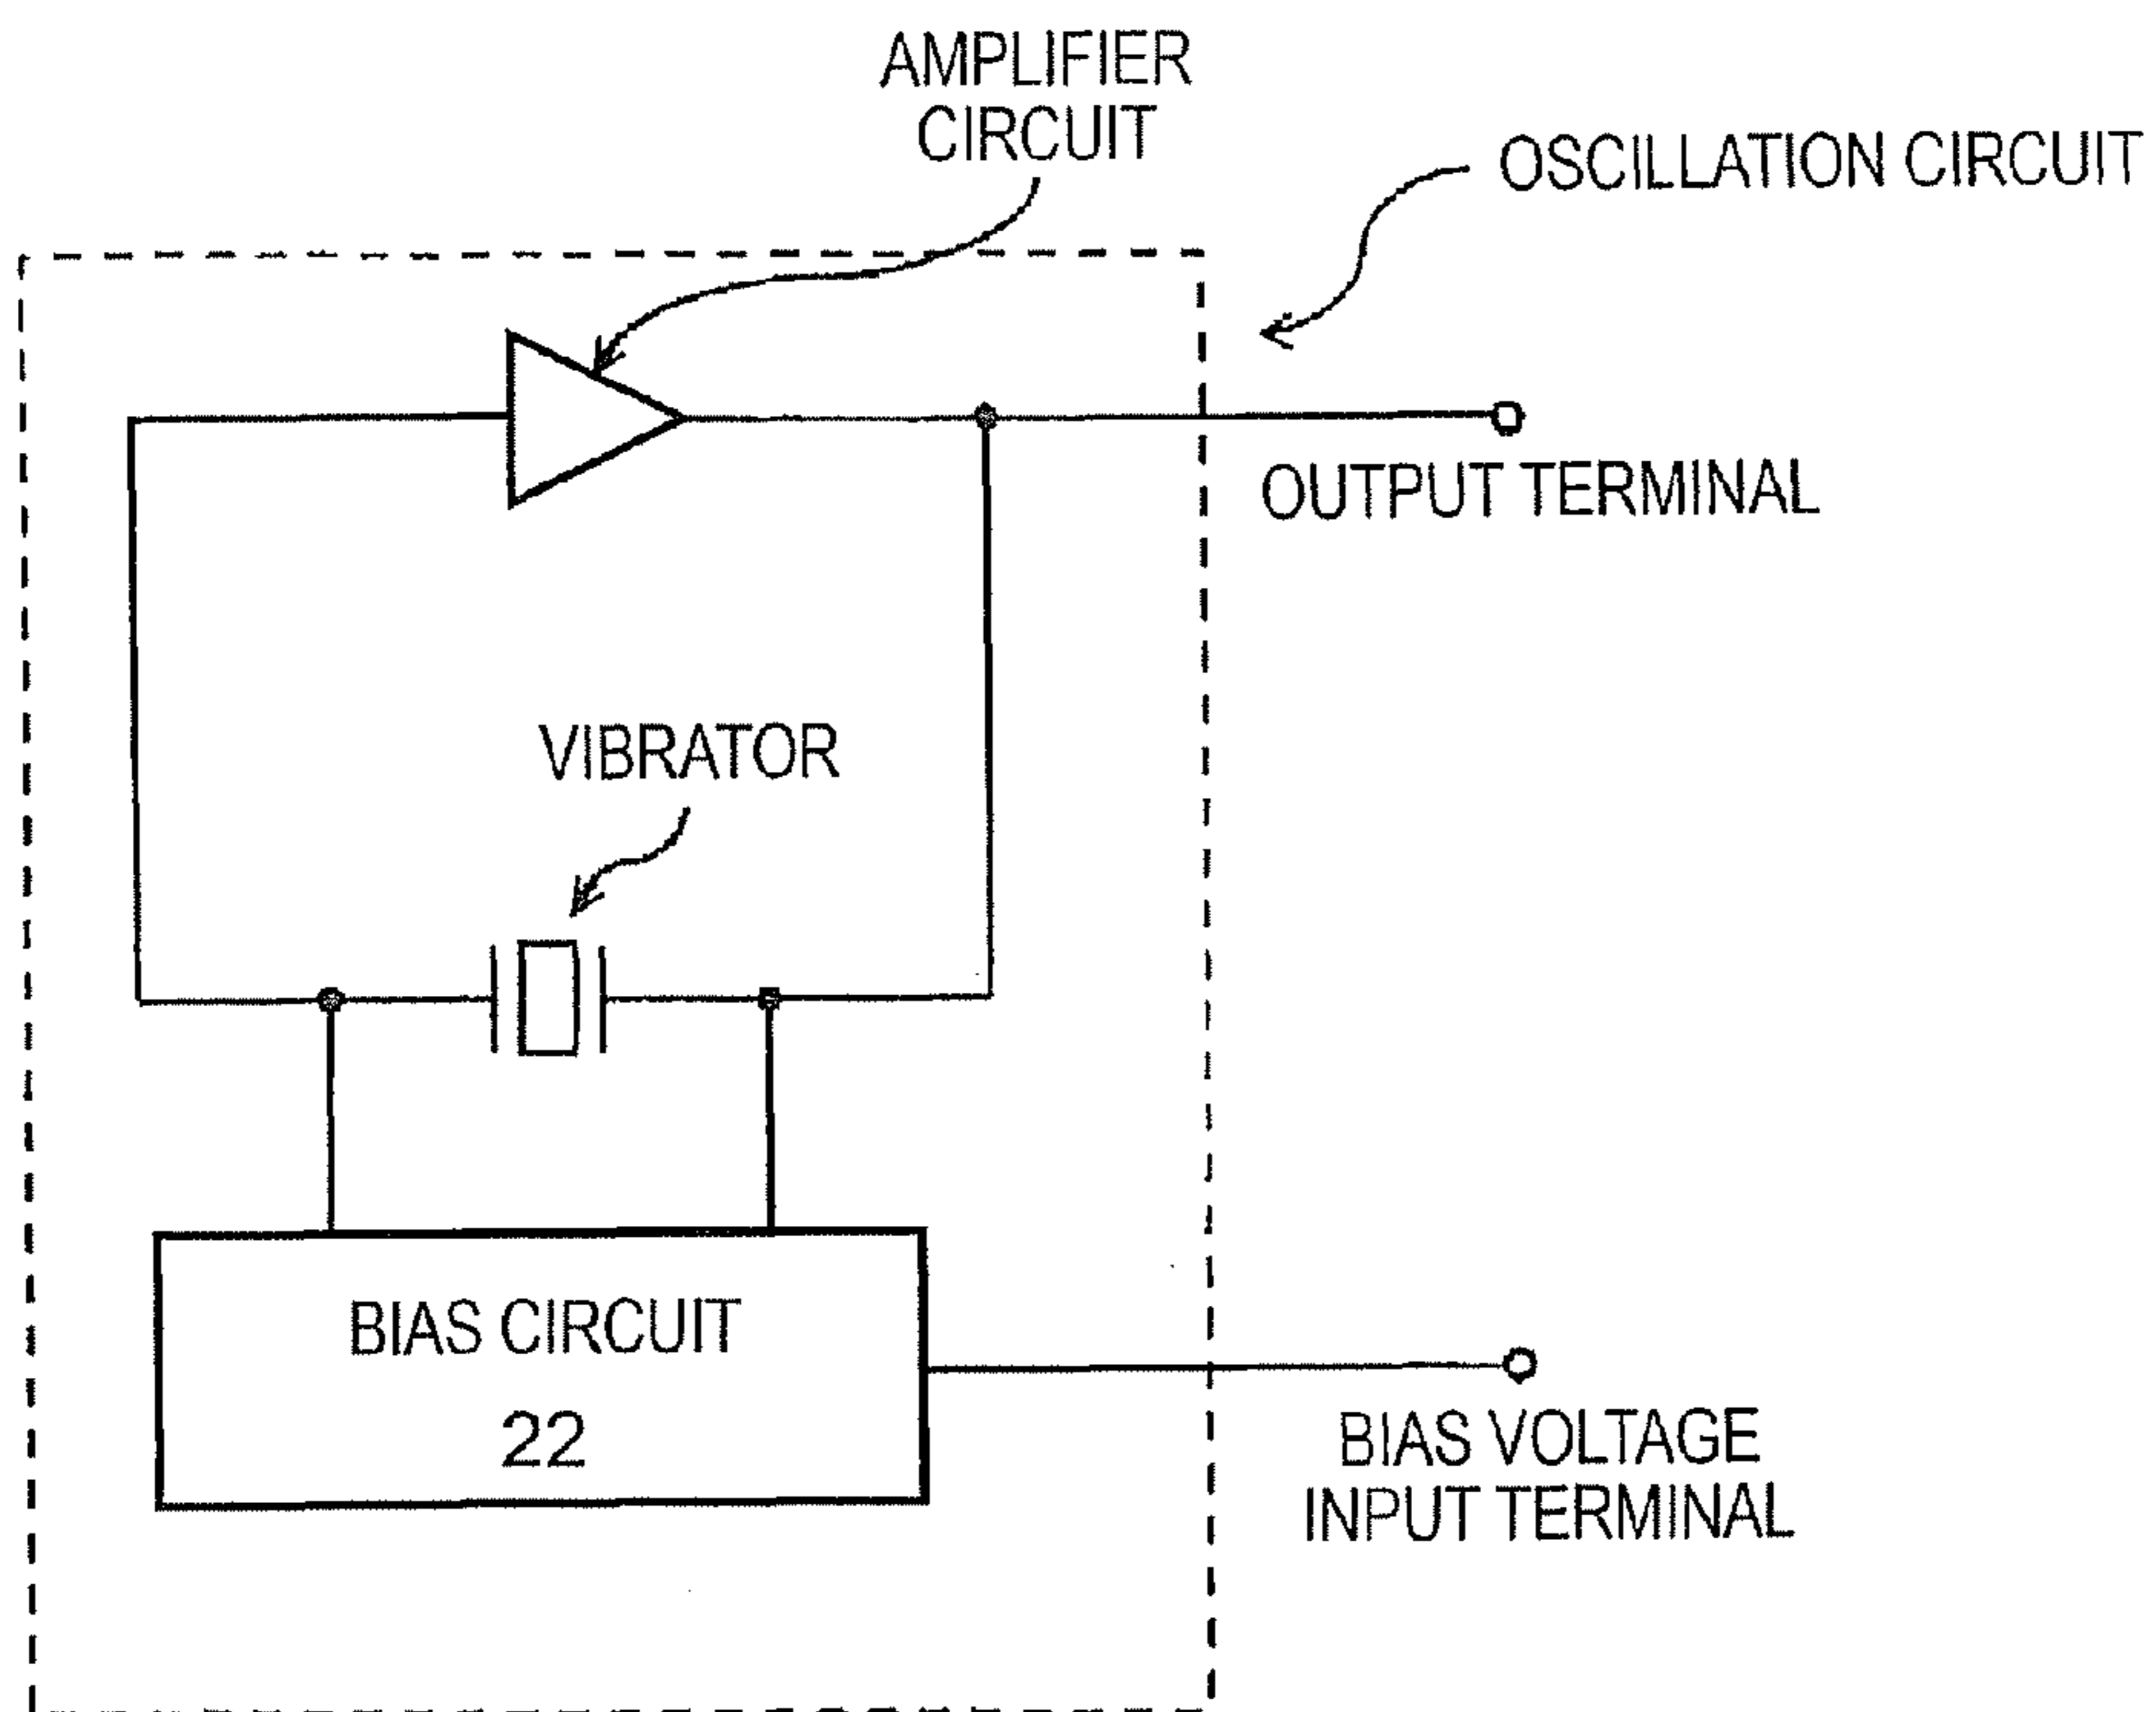 AMPLIFIER
CIRCUIT
OSCILLATION CIRCUIT
OUTPUT TERMINAL
VIBRATOR
BIAS CIRCUIT
22
BIAS VOLTAGE
INPUT TERMINAL